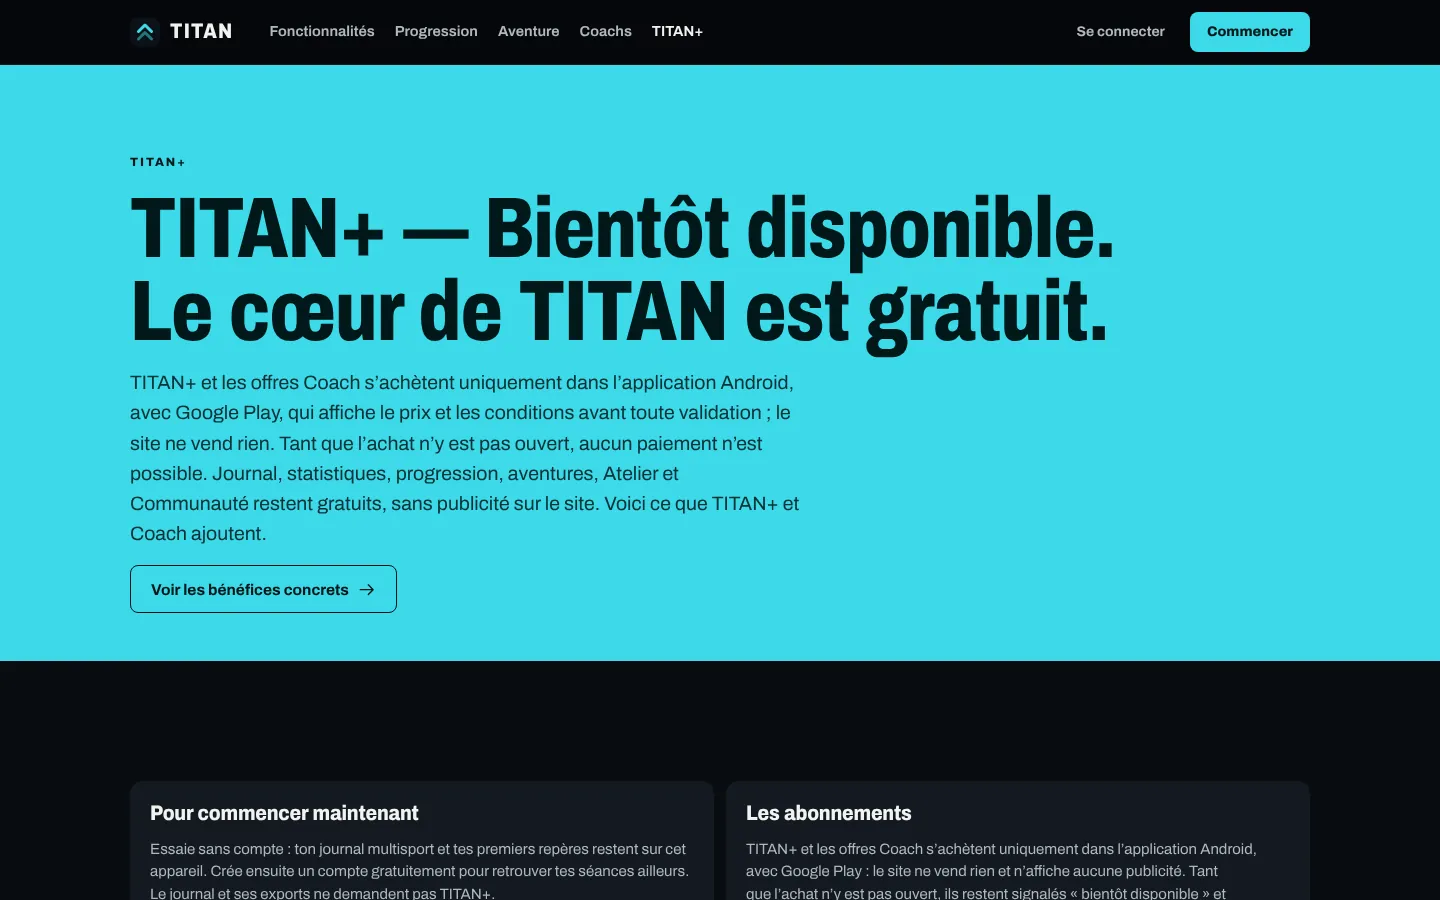 TITAN
Fonctionnalités
Progression
Aventure
Coachs
TITAN+
Se connecter
Commencer
TITAN+
TITAN+ — Bientôt disponible.
Le cœur de TITAN est gratuit.
TITAN+ et les offres Coach s’achètent uniquement dans l’application Android,
avec Google Play, qui affiche le prix et les conditions avant toute validation ; le
site ne vend rien. Tant que l’achat n’y est pas ouvert, aucun paiement n’est
possible. Journal, statistiques, progression, aventures, Atelier et
Communauté restent gratuits, sans publicité sur le site. Voici ce que TITAN+ et
Coach ajoutent.
Voir les bénéfices concrets →
Pour commencer maintenant
Essaie sans compte : ton journal multisport et tes premiers repères restent sur cet
appareil. Crée ensuite un compte gratuitement pour retrouver tes séances ailleurs.
Le journal et ses exports ne demandent pas TITAN+.
Les abonnements
TITAN+ et les offres Coach s’achètent uniquement dans l’application Android,
avec Google Play : le site ne vend rien et n’affiche aucune publicité. Tant
que l’achat n’y est pas ouvert, ils restent signalés « bientôt disponible » et